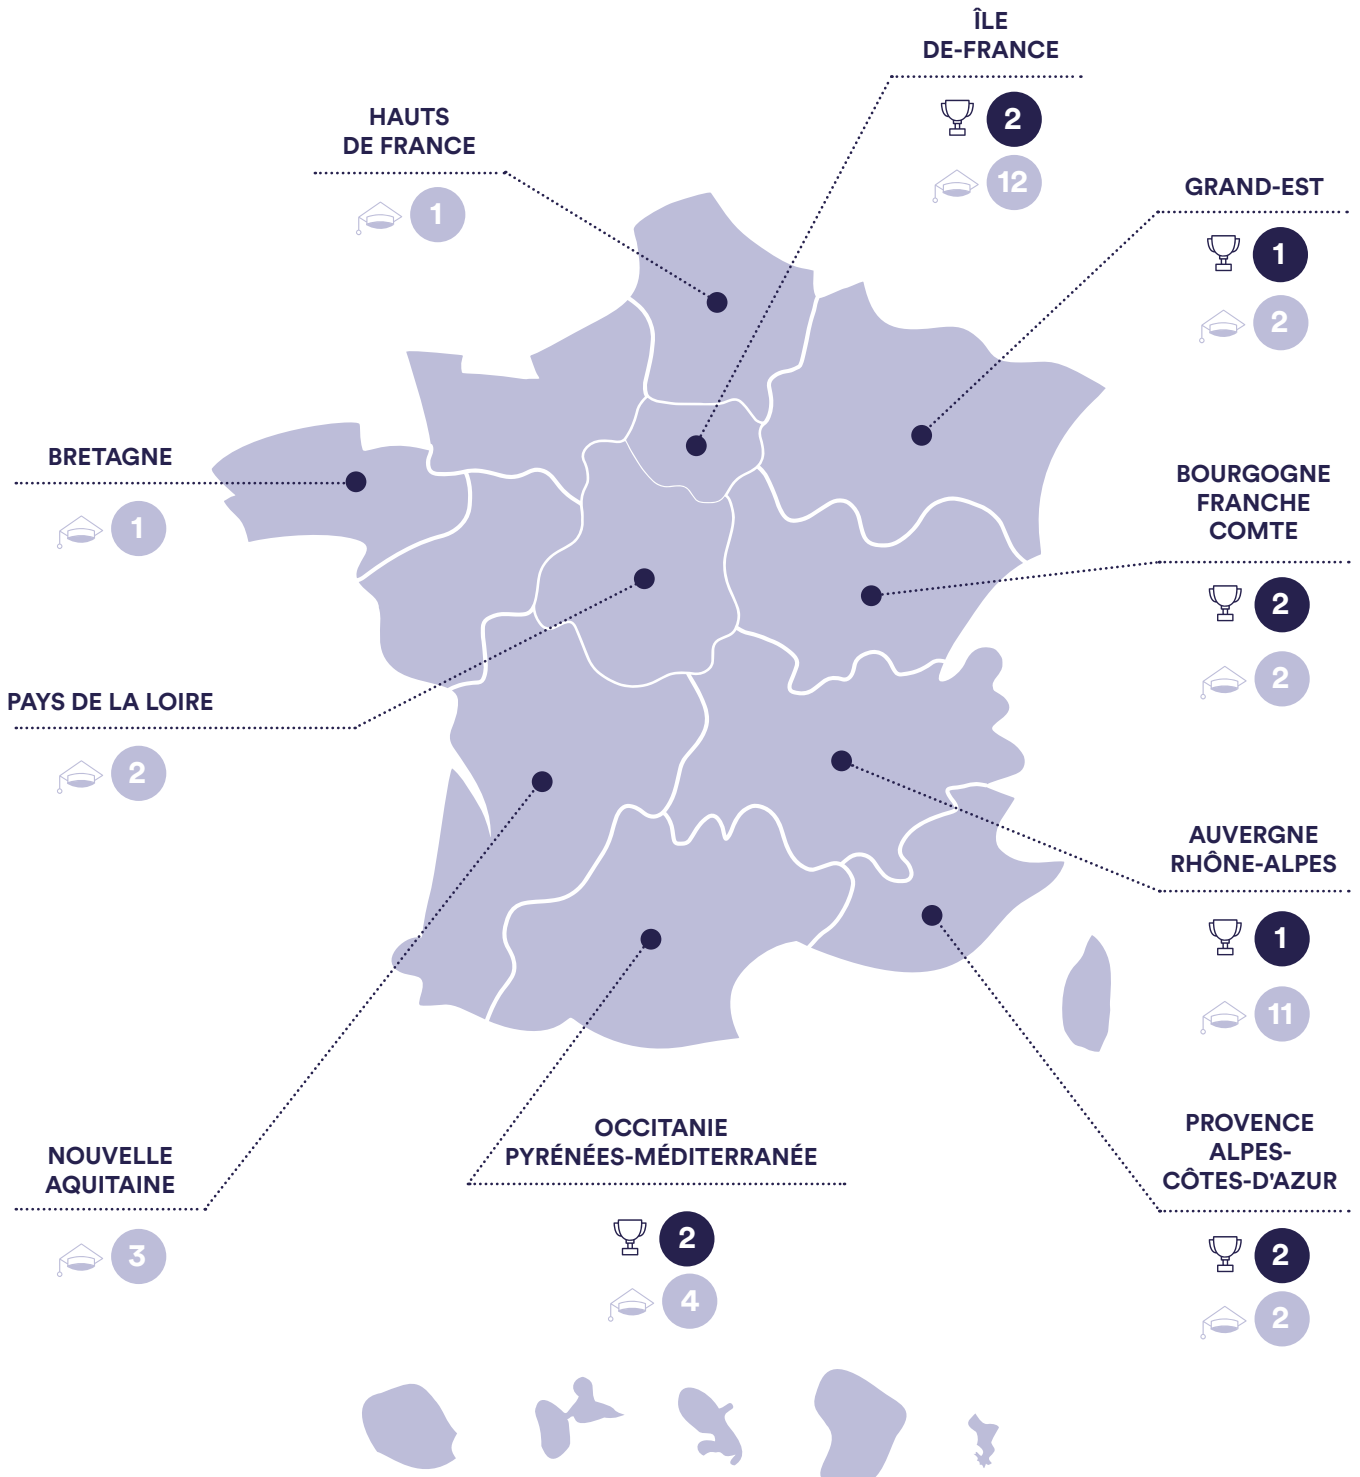 ÎLE
DE-FRANCE
2
12
HAUTS
DE FRANCE
1
GRAND-EST
1
2
BRETAGNE
1
BOURGOGNE
FRANCHE
COMTE
2
2
PAYS DE LA LOIRE
2
AUVERGNE
RHÔNE-ALPES
1
11
NOUVELLE
AQUITAINE
3
OCCITANIE
PYRÉNÉES-MÉDITERRANÉE
2
4
PROVENCE
ALPES-
CÔTES-D'AZUR
2
2